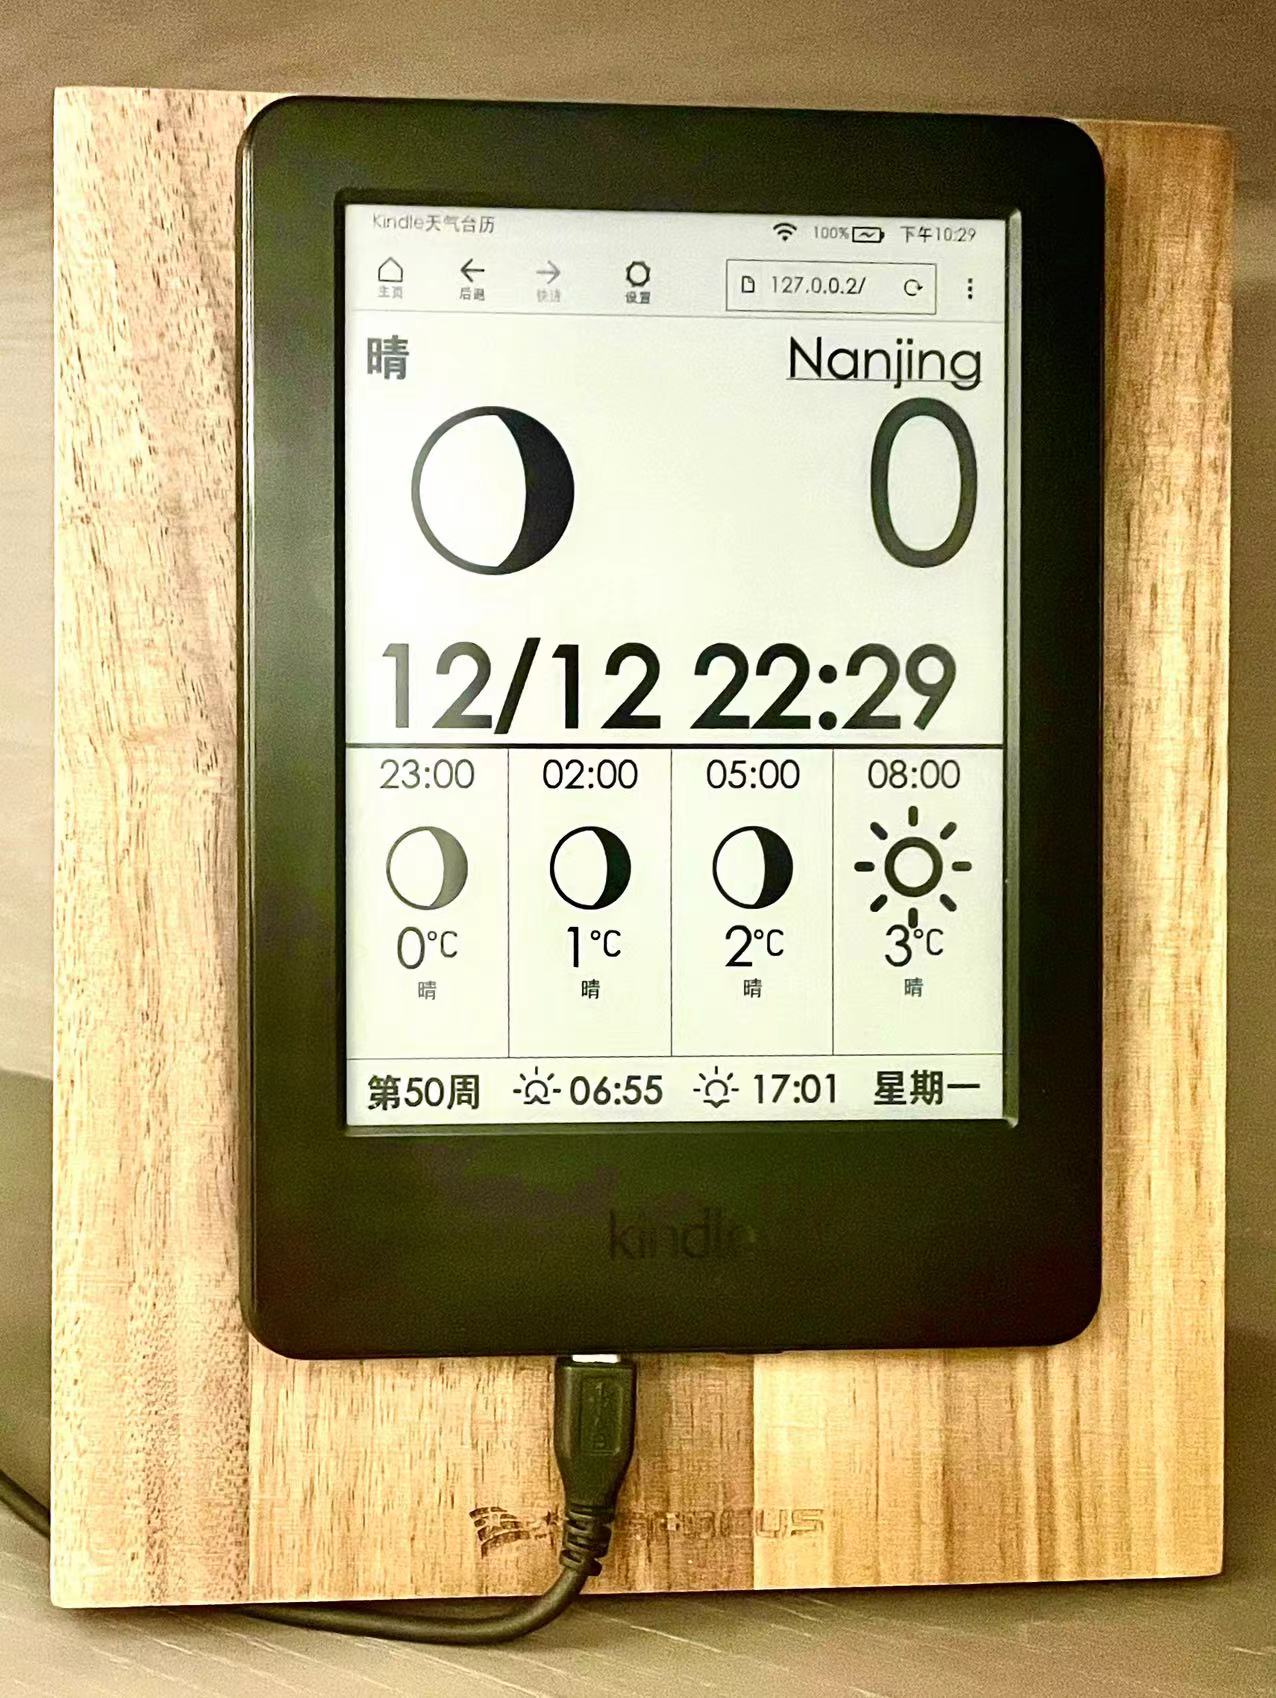 Kindle天气台历 100% 下午10:29
主页 后退 快进 设置 127.0.0.2/
晴 Nanjing
0
12/12 22:29
23:00 02:00 05:00 08:00
0°C 1°C 2°C 3°C
晴 晴 晴 晴
第50周 06:55 17:01 星期一
kindle